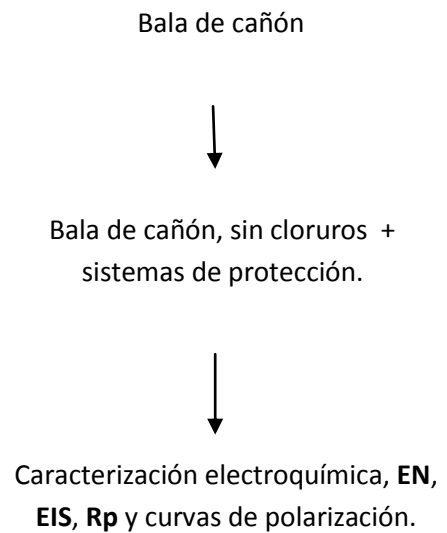 Bala de cañón
Bala de cañón, sin cloruros +
sistemas de protección.
Caracterización electroquímica, EN,
EIS, Rp y curvas de polarización.